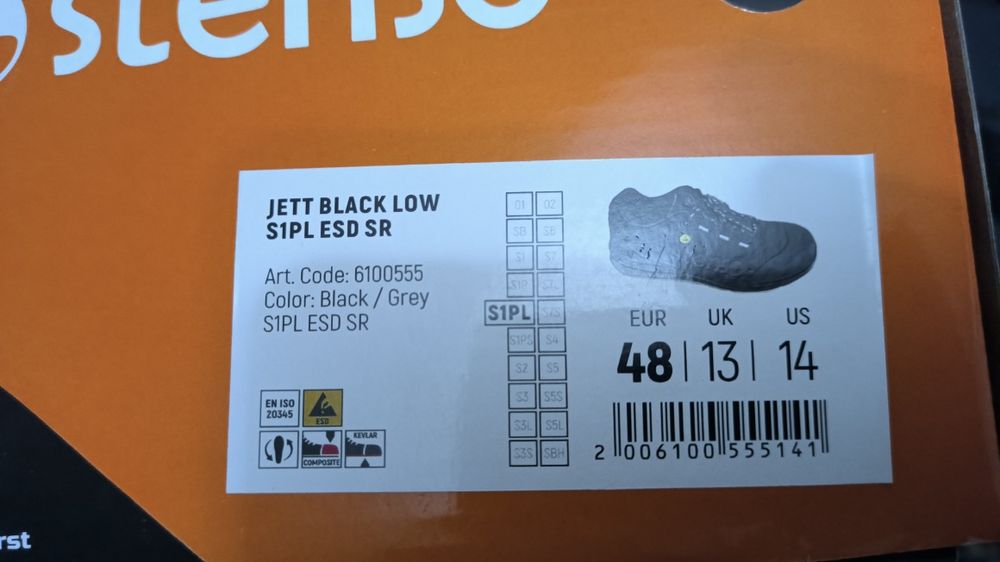 stenso
JETT BLACK LOW
S1PL ESD SR
Art. Code: 6100555
Color: Black / Grey
S1PL ESD SR
EN ISO
20345
ESD
COMPOSITE
KEVLAR
O1 O2
SB S6
S1 S7
S1P S7L
S1PL S7S
S1PS S4
S2 S5
S3 S5S
S3L S5L
S3S SBH
EUR UK US
48 | 13 | 14
2 006100 555141
rst